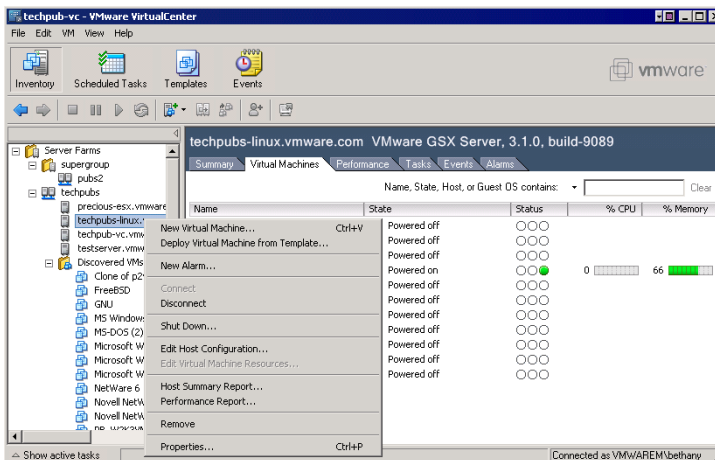 techpub-vc - VMware VirtualCenter
File Edit VM View Help
Inventory Scheduled Tasks Templates Events
vmware
techpubs-linux.vmware.com VMware GSX Server, 3.1.0, build-9089
Summary Virtual Machines Performance Tasks Events Alarms
Name, State, Host, or Guest OS contains: Clear
Name State Status % CPU % Memory
Server Farms
supergroup
pubs2
techpubs
precious-esx.vmware
techpubs-linux.
techpub-vc.vmw
testserver.vmw
Discovered VMs
Clone of p2
FreeBSD
GNU
MS Window
MS-DOS (2)
Microsoft W
Microsoft W
Microsoft W
NetWare 6
Novell NetW
Novell NetW
New Virtual Machine... Ctrl+V
Deploy Virtual Machine from Template...
New Alarm...
Connect
Disconnect
Shut Down...
Edit Host Configuration...
Edit Virtual Machine Resources...
Host Summary Report...
Performance Report...
Remove
Properties... Ctrl+P
Powered off
Powered off
Powered off
Powered on 0 66
Powered off
Powered off
Powered off
Powered off
Powered off
Powered off
Powered off
Show active tasks
Connected as VMWAREM\bethany